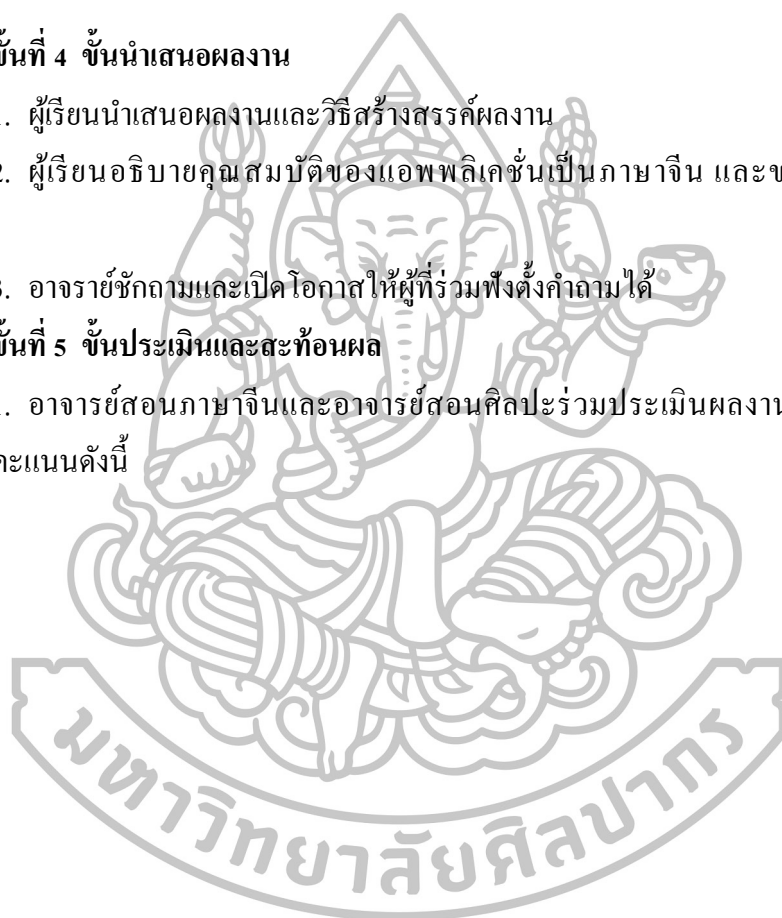 ขั้นที่ 4 ขั้นนำเสนอผลงาน
1. ผู้เรียนนำเสนอผลงานและวิธีสร้างสรรค์ผลงาน
2. ผู้เรียนอธิบายคุณสมบัติของแอพพลิเคชั่นเป็นภาษาจีน และข
3. อาจราย์ซักถามและเปิดโอกาสให้ผู้ที่ร่วมฟังตั้งคำถามได้
ขั้นที่ 5 ขั้นประเมินและสะท้อนผล
1. อาจารย์สอนภาษาจีนและอาจารย์สอนศิลปะร่วมประเมินผลงาน
คะแนนดังนี้
มหาวิทยาลัยศิลปากร